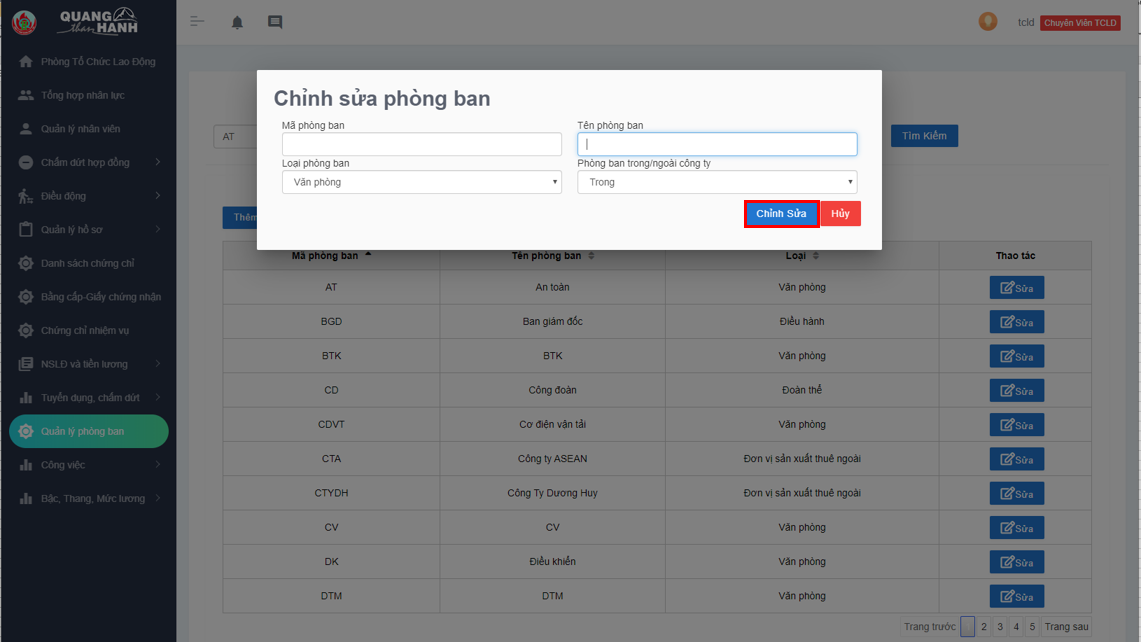 QUANG
than HANH
tcld Chuyên Viên TCLD
Phòng Tổ Chức Lao Động
Tổng hợp nhân lực
Quản lý nhân viên
Chấm dứt hợp đồng
Điều động
Quản lý hồ sơ
Danh sách chứng chỉ
Bằng cấp-Giấy chứng nhận
Chứng chỉ nhiệm vụ
NSLĐ và tiền lương
Tuyển dụng, chấm dứt
Quản lý phòng ban
Công việc
Bậc, Thang, Mức lương
Chỉnh sửa phòng ban
Mã phòng ban Tên phòng ban
Loại phòng ban Phòng ban trong/ngoài công ty
Văn phòng Trong
Chỉnh Sửa Hủy
AT Tìm Kiếm
Thêm
Mã phòng ban Tên phòng ban Loại Thao tác
AT An toàn Văn phòng Sửa
BGD Ban giám đốc Điều hành Sửa
BTK BTK Văn phòng Sửa
CD Công đoàn Đoàn thể Sửa
CDVT Cơ điện vận tải Văn phòng Sửa
CTA Công ty ASEAN Đơn vị sản xuất thuê ngoài Sửa
CTYDH Công Ty Dương Huy Đơn vị sản xuất thuê ngoài Sửa
CV CV Văn phòng Sửa
DK Điều khiển Văn phòng Sửa
DTM DTM Văn phòng Sửa
Trang trước 1 2 3 4 5 Trang sau